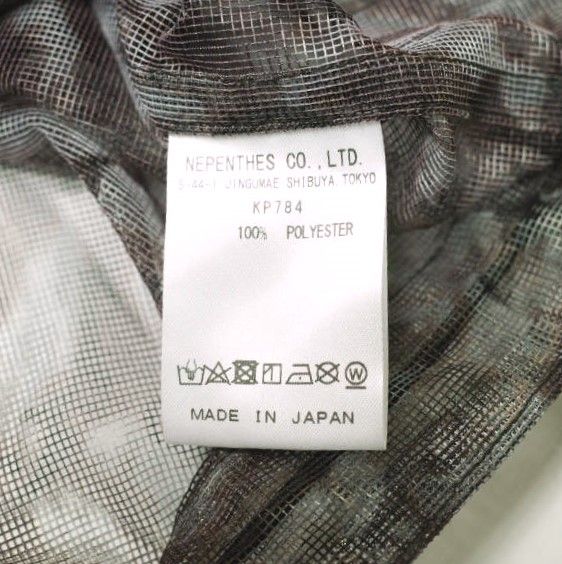 NEPENTHES CO.,LTD.
5-44-1 JINGUMAE SHIBUYA.TOKYO
KP784
100% POLYESTER
W
MADE IN JAPAN